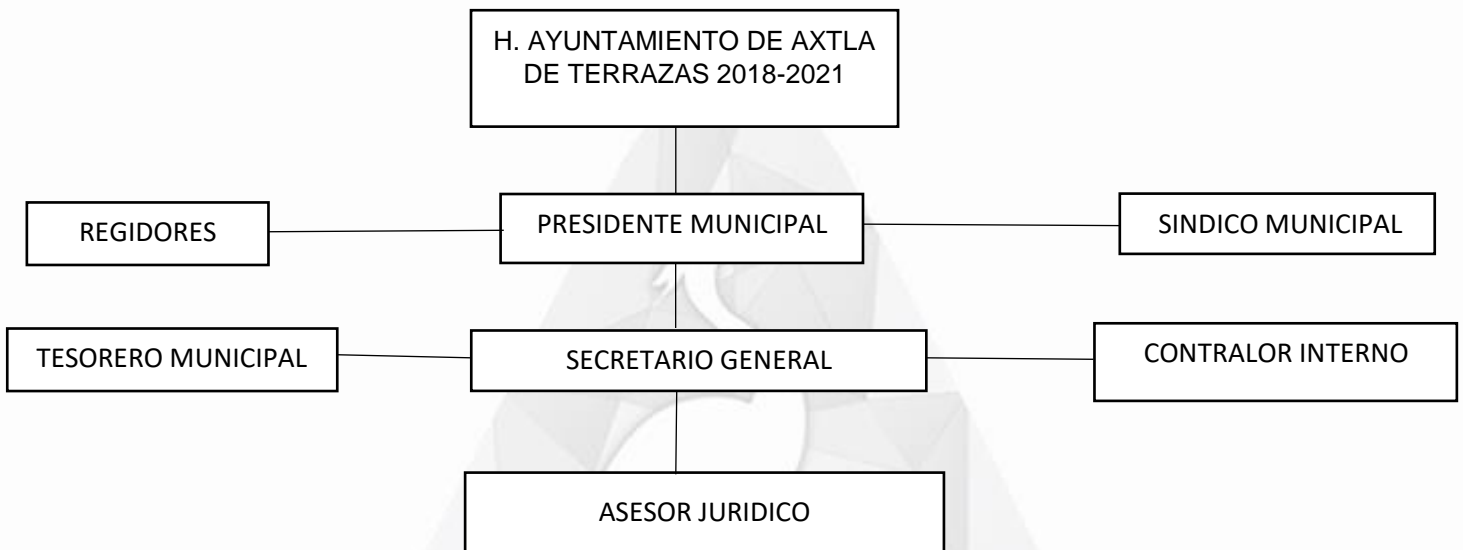 H. AYUNTAMIENTO DE AXTLA
DE TERRAZAS 2018-2021
REGIDORES
PRESIDENTE MUNICIPAL
SINDICO MUNICIPAL
TESORERO MUNICIPAL
SECRETARIO GENERAL
CONTRALOR INTERNO
ASESOR JURIDICO